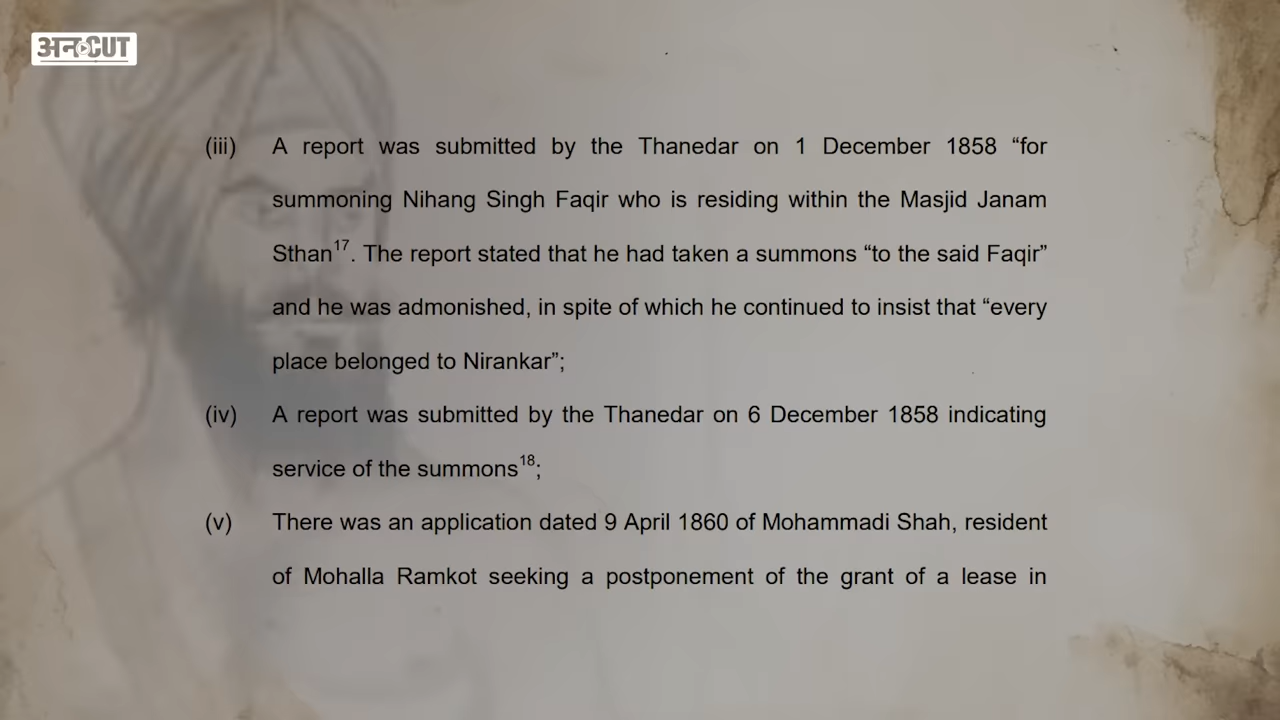 अनCUT
(iii) A report was submitted by the Thanedar on 1 December 1858 “for
summoning Nihang Singh Faqir who is residing within the Masjid Janam
Sthan17. The report stated that he had taken a summons “to the said Faqir”
and he was admonished, in spite of which he continued to insist that “every
place belonged to Nirankar”;
(iv) A report was submitted by the Thanedar on 6 December 1858 indicating
service of the summons18;
(v) There was an application dated 9 April 1860 of Mohammadi Shah, resident
of Mohalla Ramkot seeking a postponement of the grant of a lease in